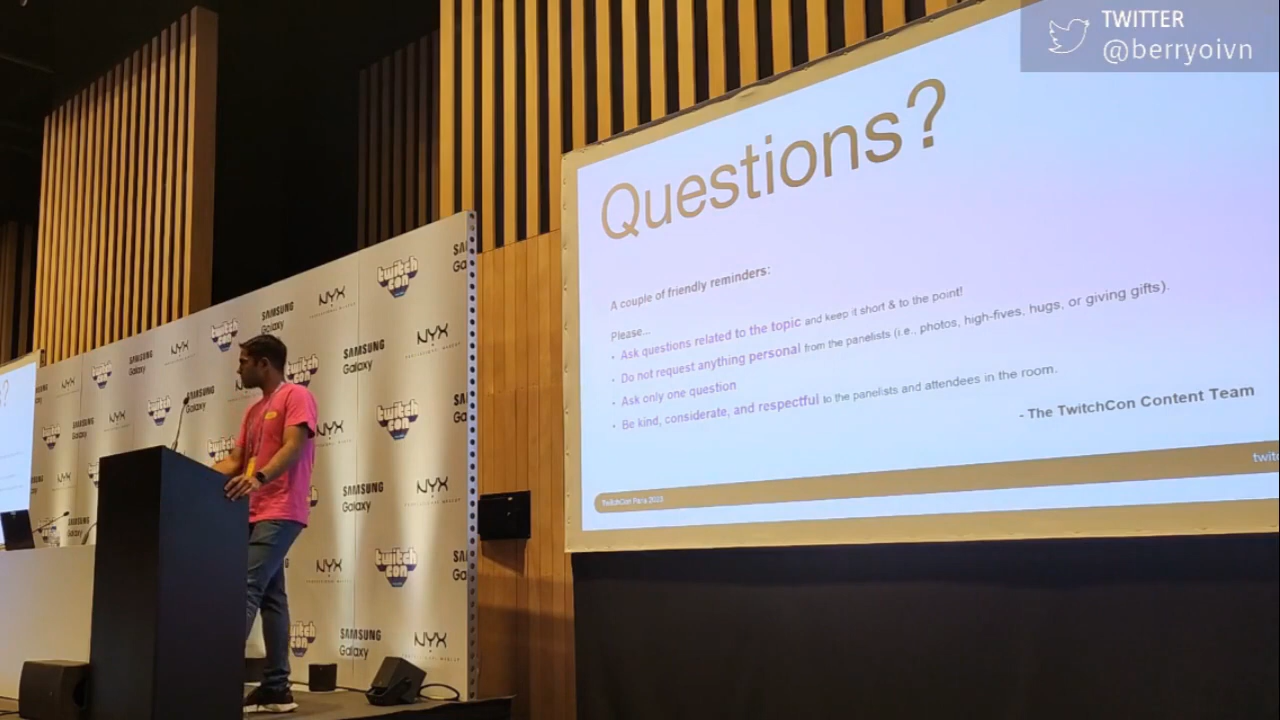 TWITTER
@berryoivn
Questions?
A couple of friendly reminders:
Please...
· Ask questions related to the topic and keep it short & to the point!
· Do not request anything personal from the panelists (i.e., photos, high-fives, hugs, or giving gifts).
· Ask only one question
· Be kind, considerate, and respectful to the panelists and attendees in the room.
- The TwitchCon Content Team
TwitchCon Paris 2023
twitc
twitch con
SAMSUNG
Galaxy
NYX